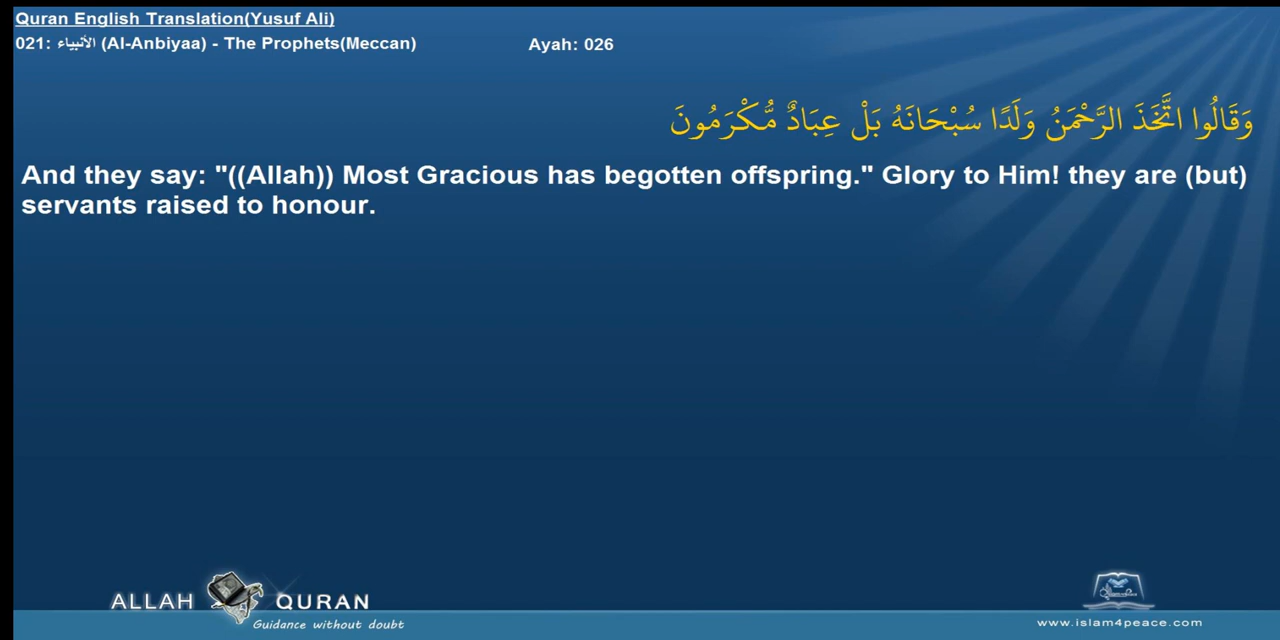 Quran English Translation(Yusuf Ali)
021: الأنبياء (Al-Anbiyaa) - The Prophets(Meccan) Ayah: 026
وَقَالُوا اتَّخَذَ الرَّحْمَنُ وَلَدًا سُبْحَانَهُ بَلْ عِبَادٌ مُّكْرَمُونَ
And they say: "((Allah)) Most Gracious has begotten offspring." Glory to Him! they are (but)
servants raised to honour.
ALLAH QURAN
Guidance without doubt
www.islam4peace.com